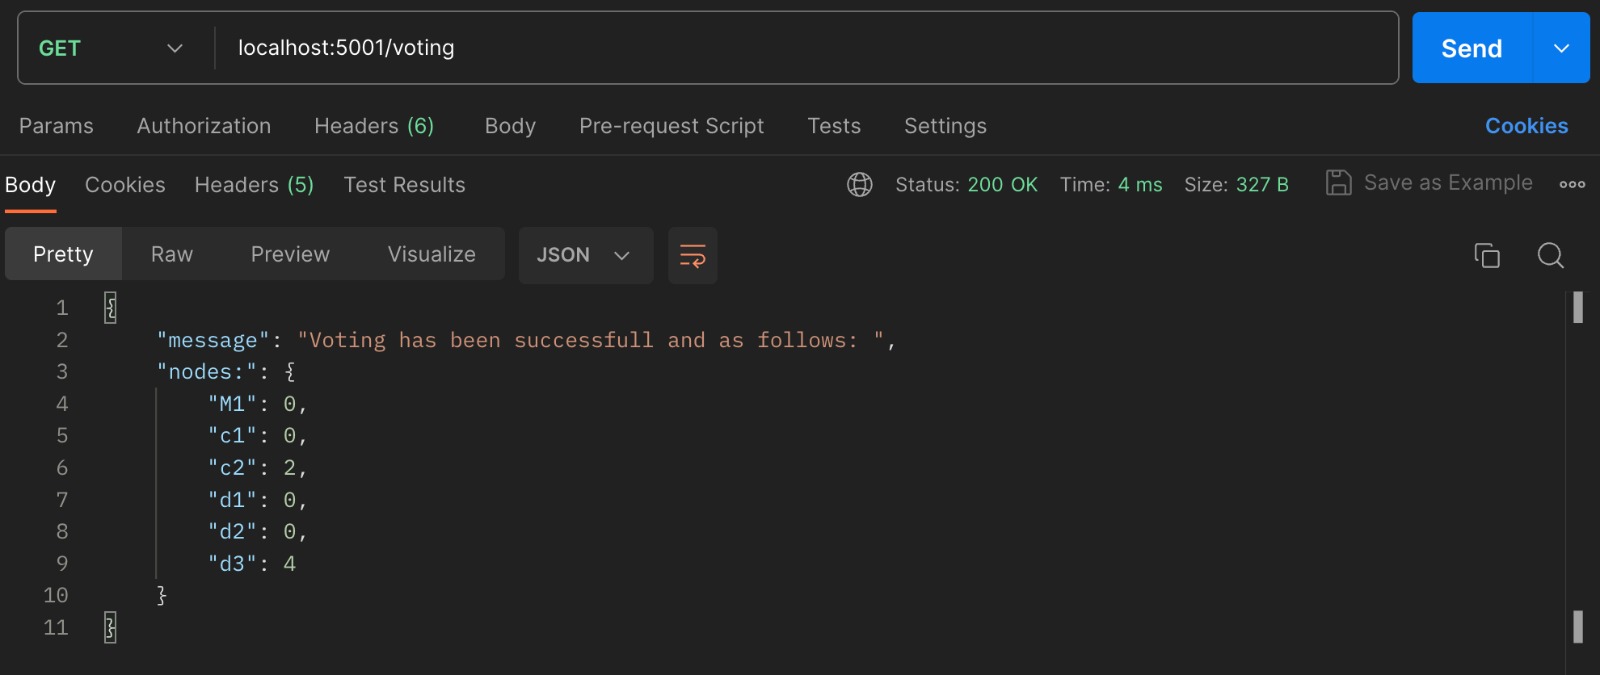 GET localhost:5001/voting Send
Params Authorization Headers (6) Body Pre-request Script Tests Settings Cookies
Body Cookies Headers (5) Test Results Status: 200 OK Time: 4 ms Size: 327 B Save as Example
Pretty Raw Preview Visualize JSON
1 {
2 "message": "Voting has been successfull and as follows: ",
3 "nodes:": {
4 "M1": 0,
5 "c1": 0,
6 "c2": 2,
7 "d1": 0,
8 "d2": 0,
9 "d3": 4
10 }
11 }